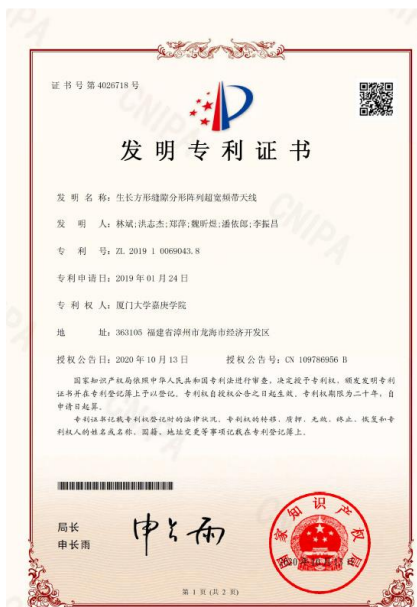 证书号第4026718号
发明专利证书
发 明 名 称：生长方形缝隙分形阵列超宽频带天线
发 明 人：林斌;洪志杰;郑萍;魏昕煜;潘依郎;李振昌
专 利 号：ZL 2019 1 0069043.8
专利申请日：2019年01月24日
专 利 权 人：厦门大学嘉庚学院
地 址：363105 福建省漳州市龙海市经济开发区
授权公告日：2020年10月13日 授权公告号：CN 109786956 B
国家知识产权局依照中华人民共和国专利法进行审查，决定授予专利权，颁发发明专利
证书并在专利登记簿上予以登记。专利权自授权公告之日起生效。专利权期限为二十年，自
申请日起算。
专利证书记载专利权登记时的法律状况。专利权的转移、质押、无效、终止、恢复和专
利权人的姓名或名称、国籍、地址变更等事项记载在专利登记簿上。
局长
申长雨
申长雨
国家知识产权局
第 1 页 (共 2 页)
CNIPA
CNIPA